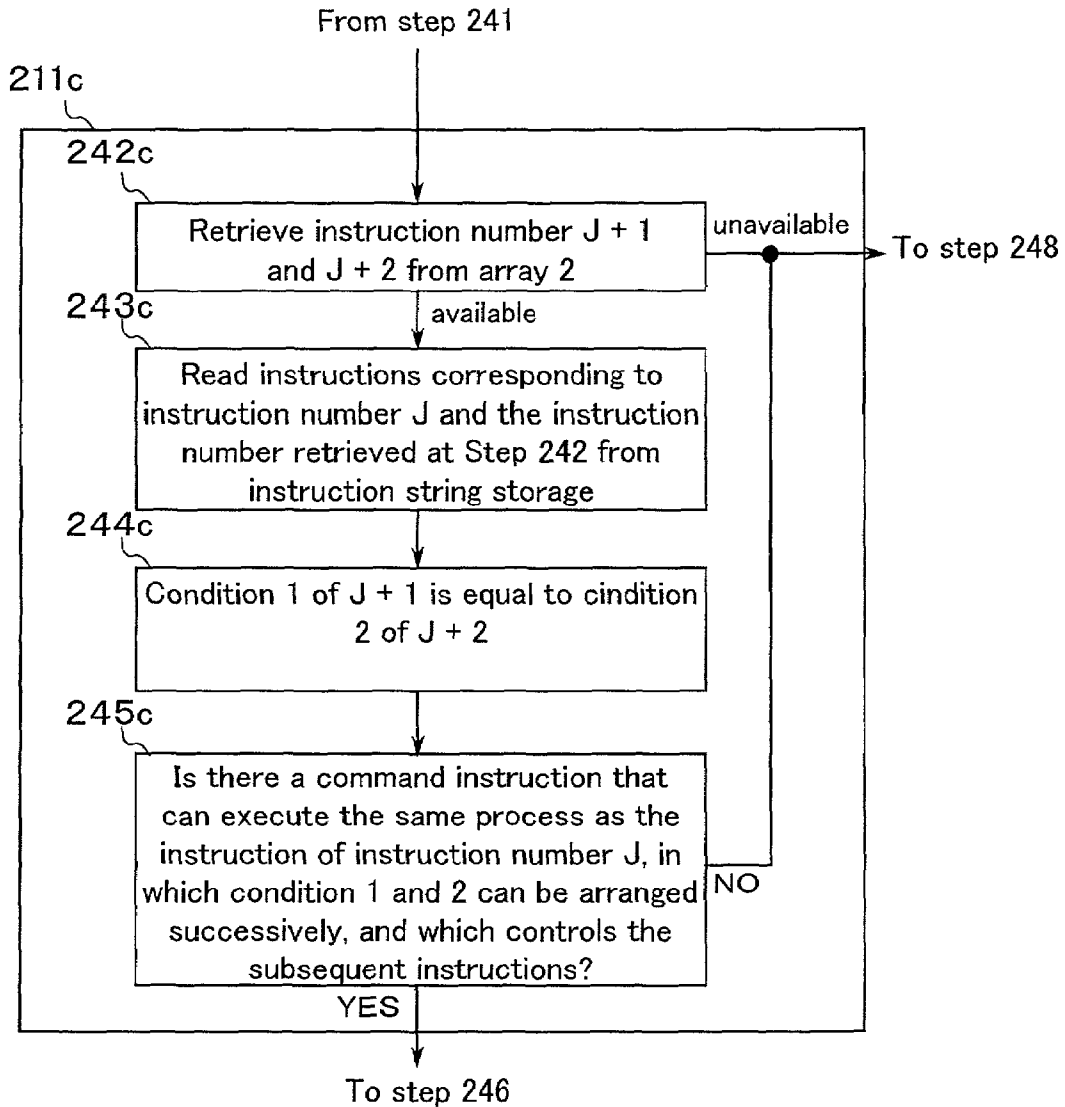 From step 241
211c
242c
Retrieve instruction number J + 1
and J + 2 from array 2
unavailable
To step 248
available
243c
Read instructions corresponding to
instruction number J and the instruction
number retrieved at Step 242 from
instruction string storage
244c
Condition 1 of J + 1 is equal to cindition
2 of J + 2
245c
Is there a command instruction that
can execute the same process as the
instruction of instruction number J, in
which condition 1 and 2 can be arranged
successively, and which controls the
subsequent instructions?
NO
YES
To step 246